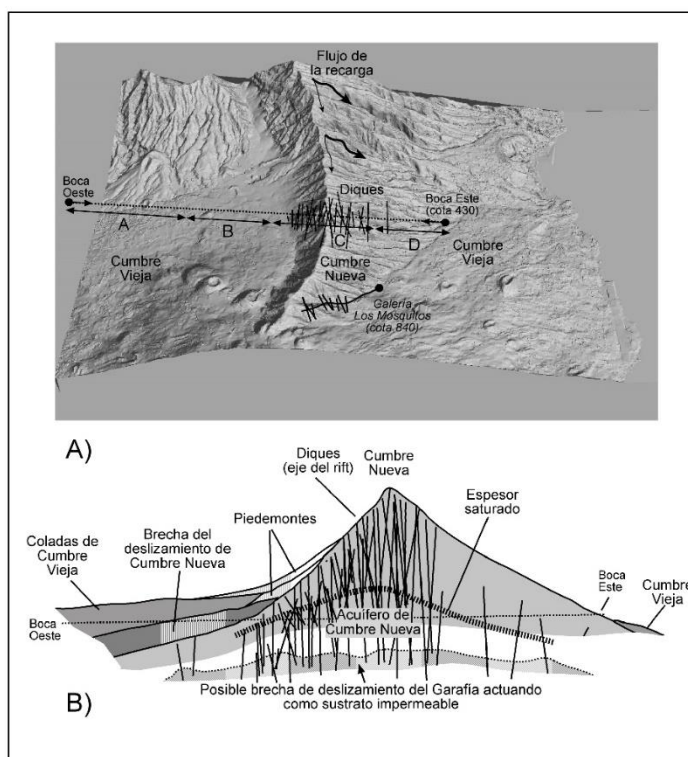 Flujo de
la recarga
Boca
Oeste
Diques
Boca Este
(cota 430)
A
B
C
D
Cumbre
Vieja
Cumbre
Nueva
Cumbre
Vieja
Galería
Los Mosquitos
(cota 840)
A)
Diques
(eje del rift)
Cumbre
Nueva
Espesor
saturado
Piedemontes
Brecha del
deslizamiento de
Cumbre Nueva
Coladas de
Cumbre
Vieja
Boca
Este
Cumbre
Vieja
Boca
Oeste
Acuífero de
Cumbre Nueva
Posible brecha de deslizamiento del Garafía actuando
como sustrato impermeable
B)